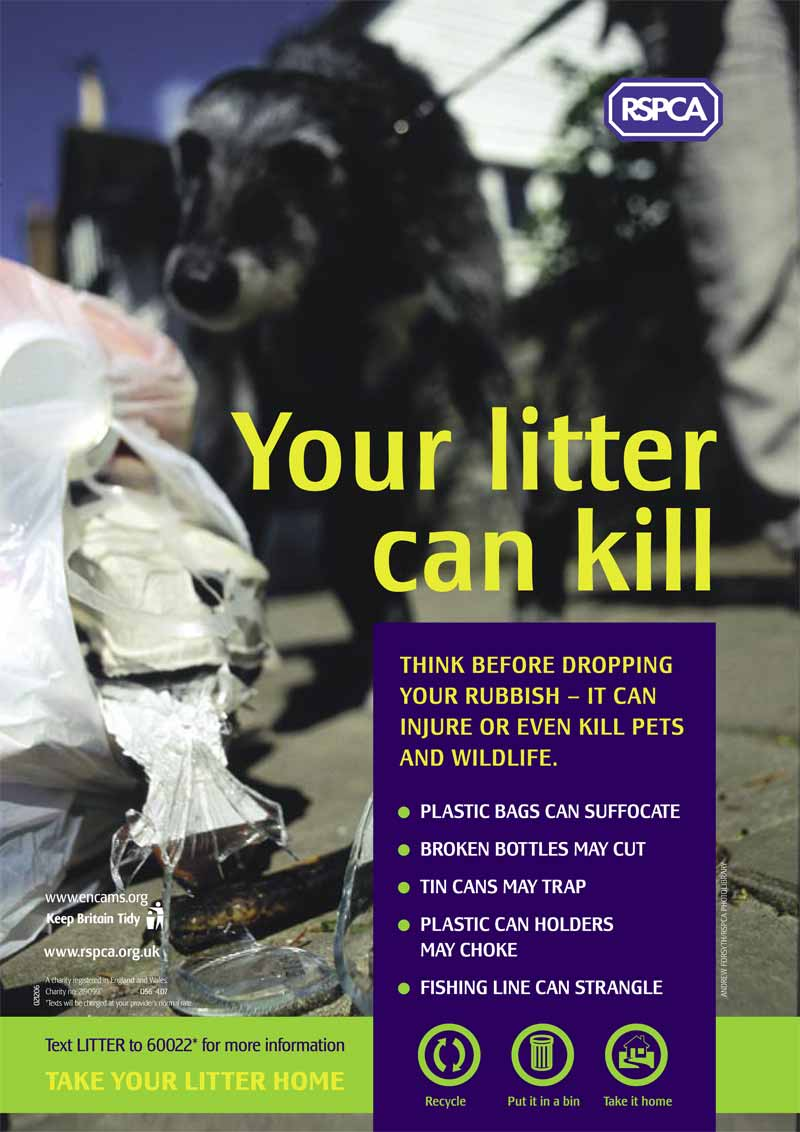 RSPCA
Your litter
can kill
THINK BEFORE DROPPING
YOUR RUBBISH – IT CAN
INJURE OR EVEN KILL PETS
AND WILDLIFE.
PLASTIC BAGS CAN SUFFOCATE
BROKEN BOTTLES MAY CUT
TIN CANS MAY TRAP
PLASTIC CAN HOLDERS
MAY CHOKE
FISHING LINE CAN STRANGLE
Recycle
Put it in a bin
Take it home
ANDREW FORSYTH/RSPCA PHOTOLIBRARY
www.encams.org
Keep Britain Tidy
www.rspca.org.uk
A charity registered in England and Wales
Charity no: 219099
*Texts will be charged at your provider's normal rate
Text LITTER to 60022* for more information
TAKE YOUR LITTER HOME